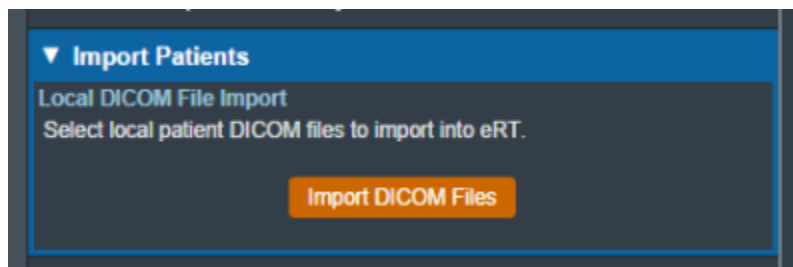 ▼ Import Patients
Local DICOM File Import
Select local patient DICOM files to import into eRT.
Import DICOM Files